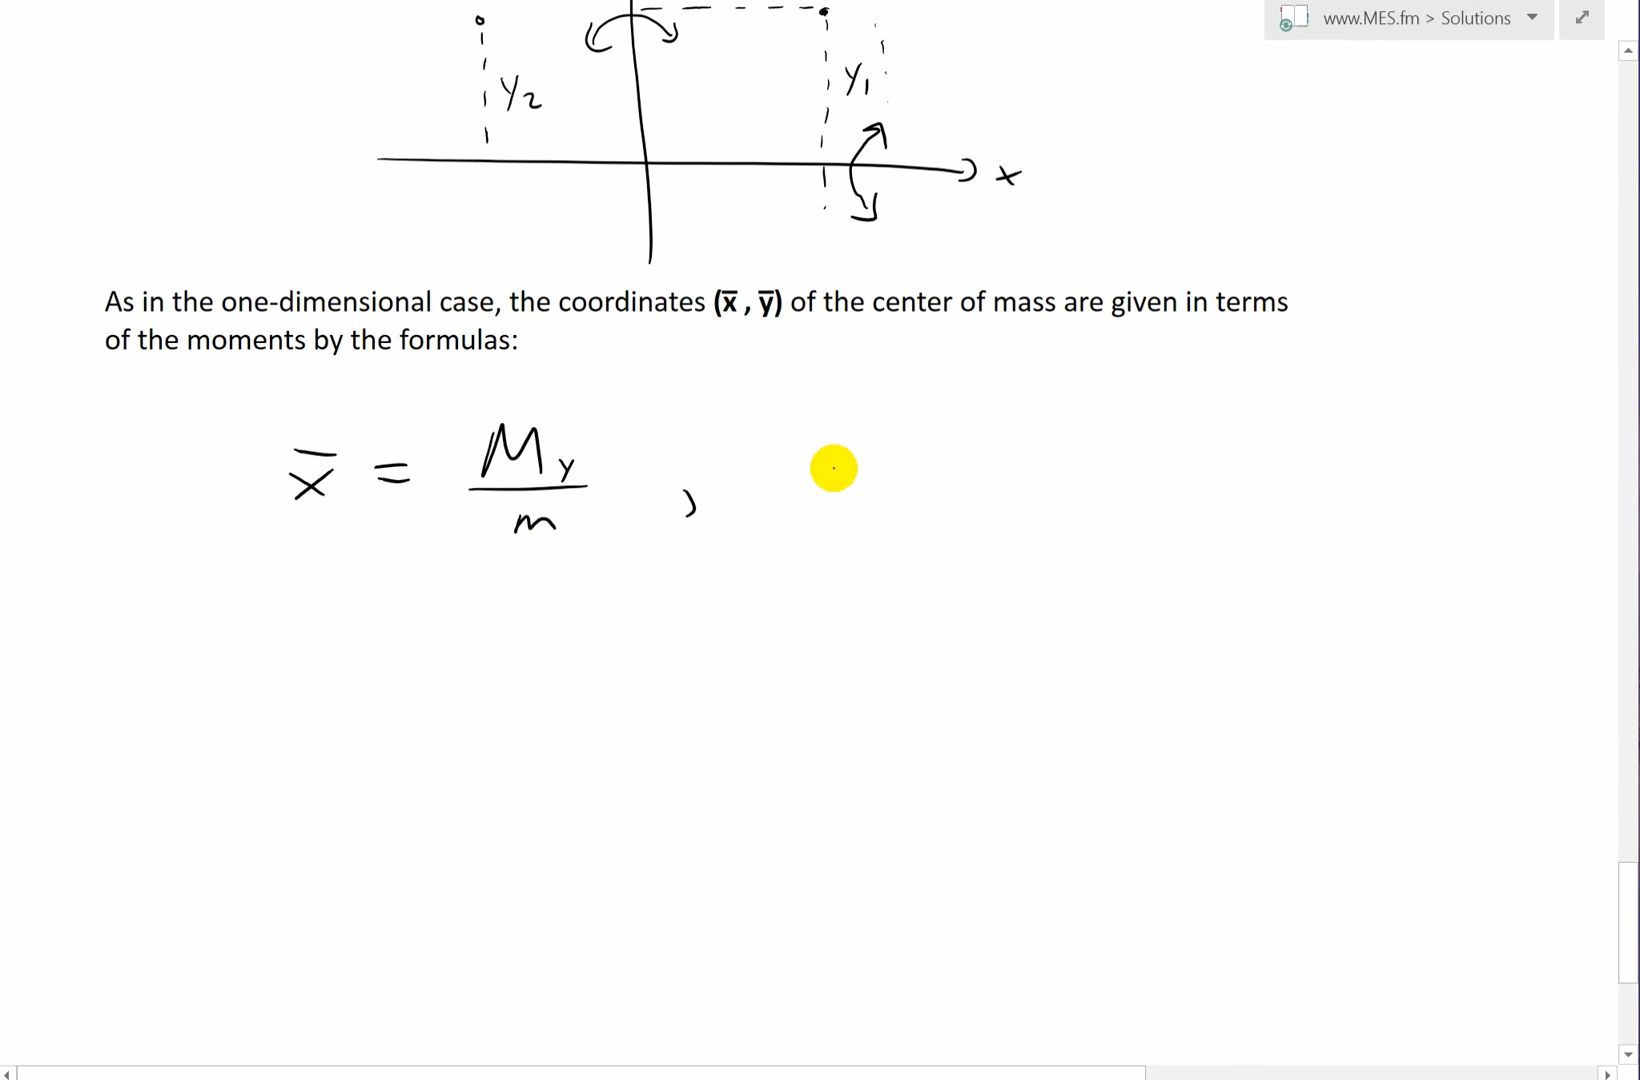 www.MES.fm > Solutions
y₂
y₁
x
As in the one-dimensional case, the coordinates (x̅ , y̅) of the center of mass are given in terms
of the moments by the formulas:
x̅ = M_y / m ,